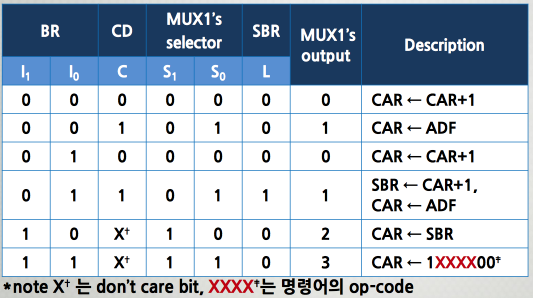 BR CD MUX1's selector SBR MUX1's output Description
I₁ I₀ C S₁ S₀ L
0 0 0 0 0 0 0 CAR ← CAR+1
0 0 1 0 1 0 1 CAR ← ADF
0 1 0 0 0 0 0 CAR ← CAR+1
0 1 1 0 1 1 1 SBR ← CAR+1, CAR ← ADF
1 0 X† 1 0 0 2 CAR ← SBR
1 1 X† 1 1 0 3 CAR ← 1XXXX00‡
*note X† 는 don't care bit, XXXX‡는 명령어의 op-code